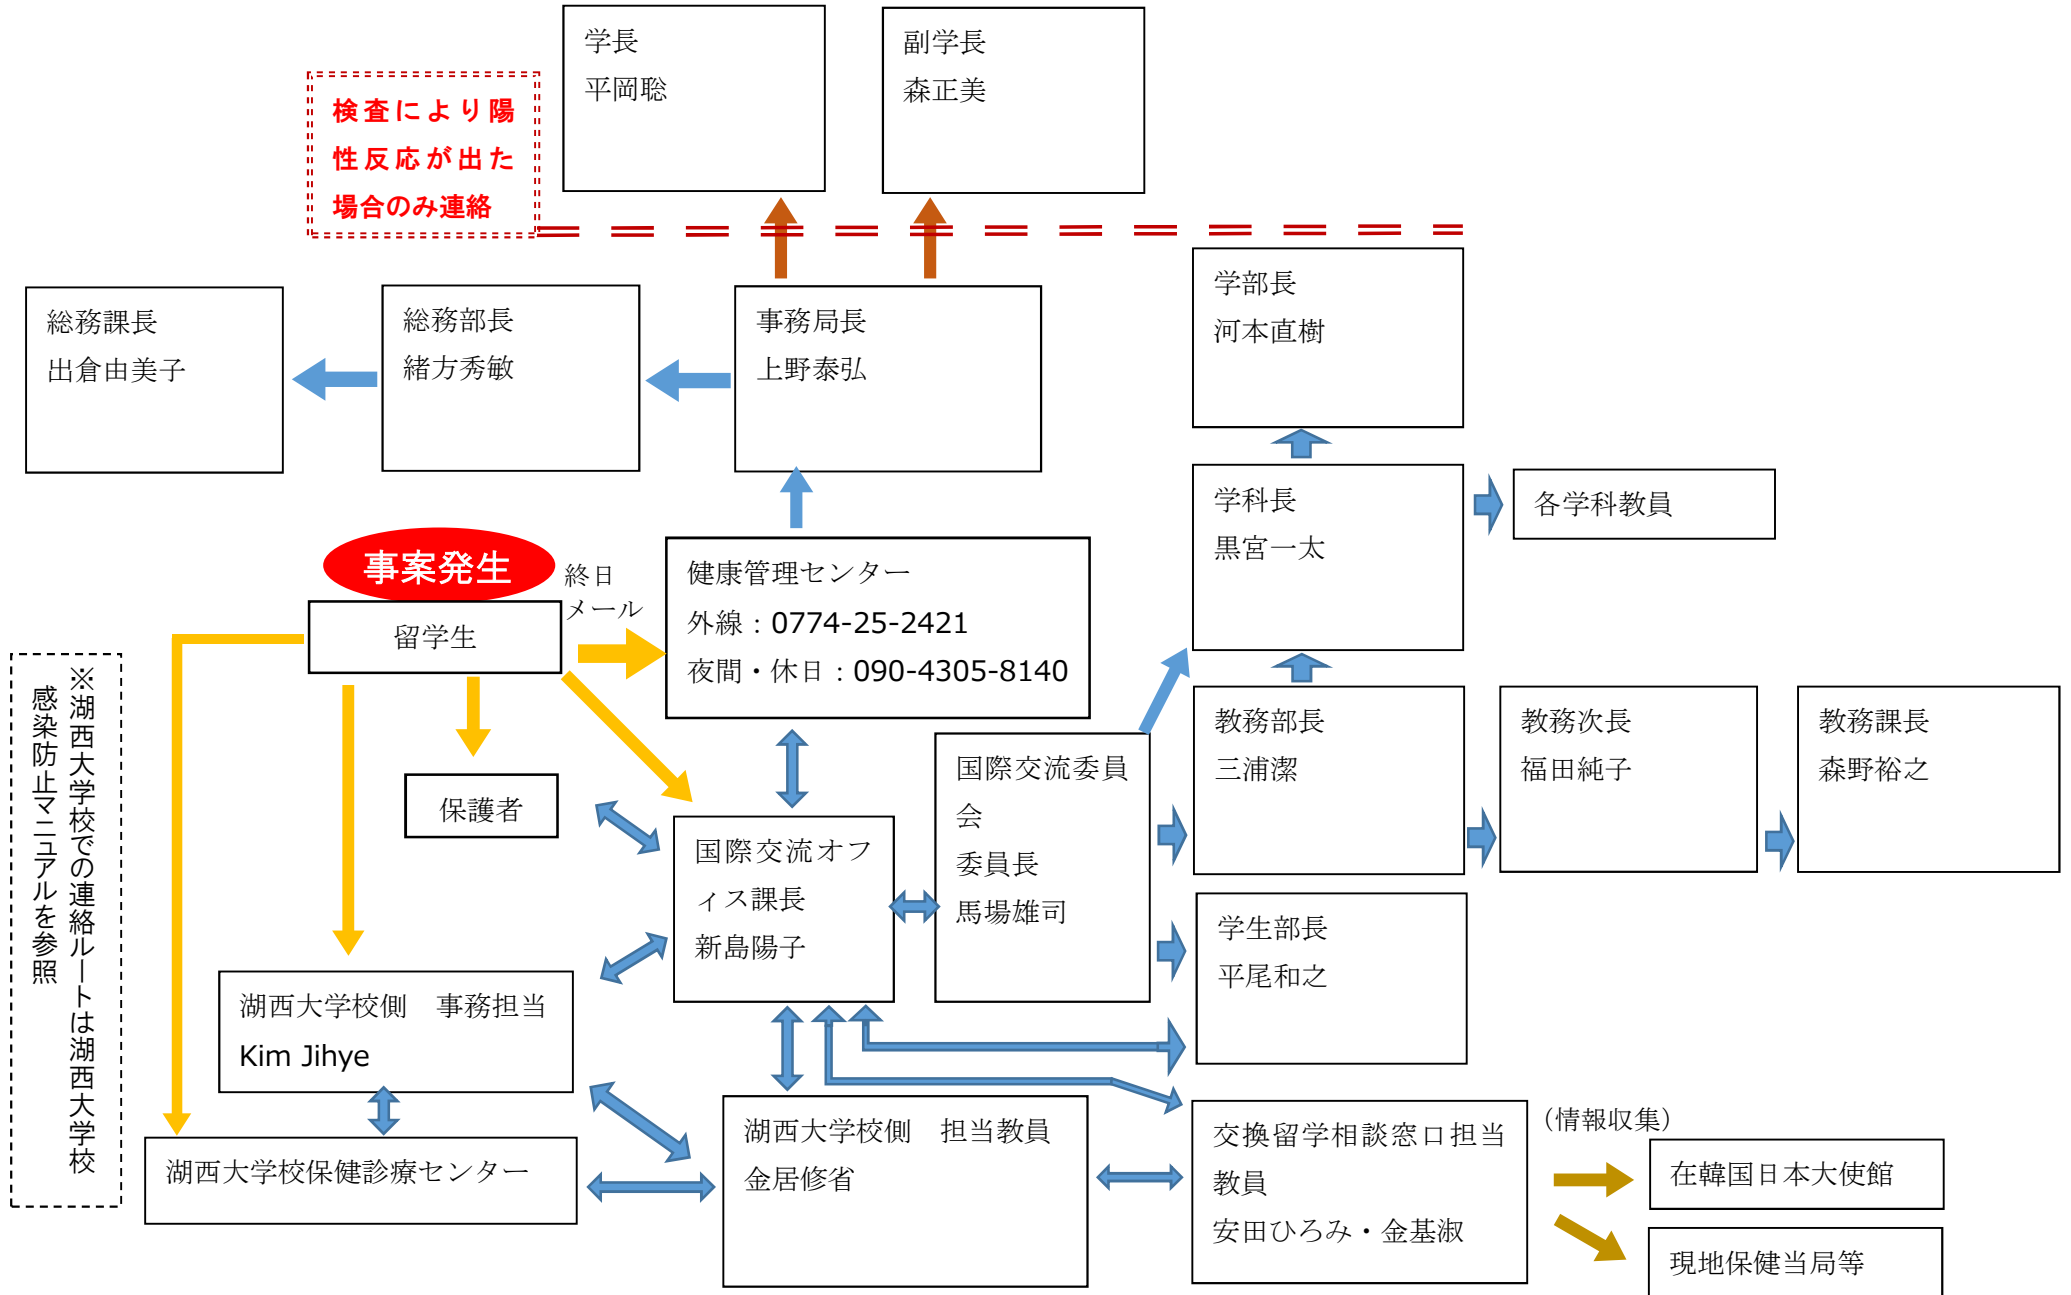 学長
平岡聡
副学長
森正美
検査により陽
性反応が出た
場合のみ連絡
総務課長
出倉由美子
総務部長
緒方秀敏
事務局長
上野泰弘
学部長
河本直樹
学科長
黒宮一太
各学科教員
事案発生
留学生
終日
メール
健康管理センター
外線：0774-25-2421
夜間・休日：090-4305-8140
※湖西大学校での連絡ルートは湖西大学校
感染防止マニュアルを参照
保護者
国際交流オフ
ィス課長
新島陽子
国際交流委員
会
委員長
馬場雄司
教務部長
三浦潔
教務次長
福田純子
教務課長
森野裕之
学生部長
平尾和之
湖西大学校側　事務担当
Kim Jihye
湖西大学校保健診療センター
湖西大学校側　担当教員
金居修省
交換留学相談窓口担当
教員
安田ひろみ・金基淑
（情報収集）
在韓国日本大使館
現地保健当局等